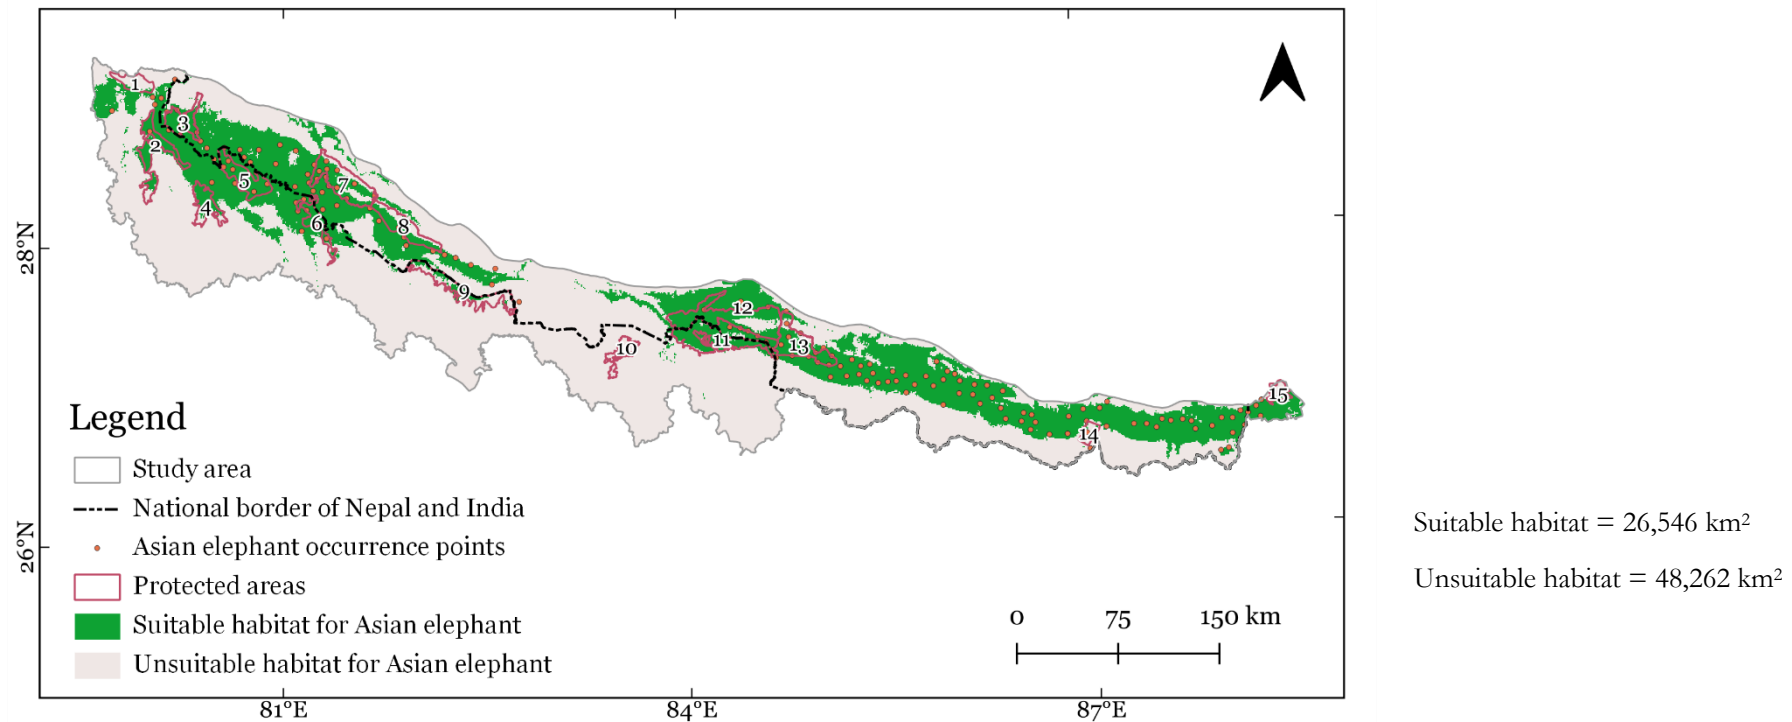 1
2
3
4
5
6
7
8
9
10
11
12
13
14
15
28°N
26°N
Legend
Study area
National border of Nepal and India
Asian elephant occurrence points
Protected areas
Suitable habitat for Asian elephant
Unsuitable habitat for Asian elephant
0 75 150 km
81°E 84°E 87°E
Suitable habitat = 26,546 km²
Unsuitable habitat = 48,262 km²